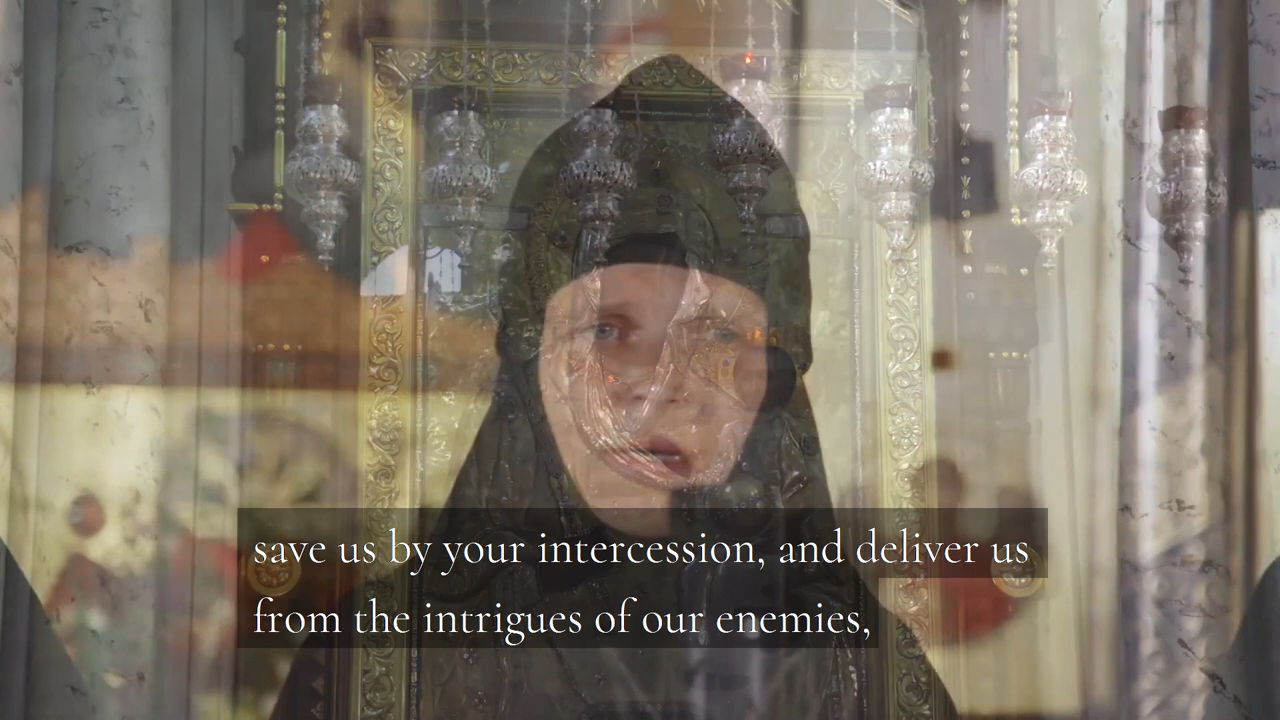 save us by your intercession, and deliver us
from the intrigues of our enemies,